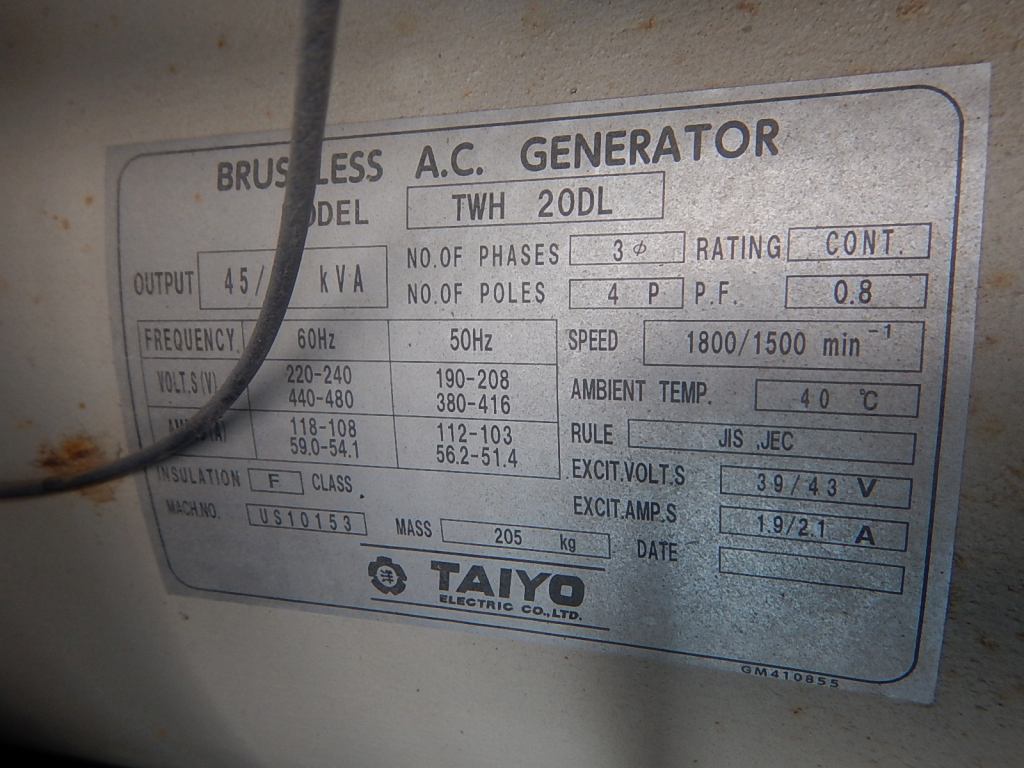 BRUS LESS A.C. GENERATOR
ODEL TWH 20DL
OUTPUT 45/ kVA
NO.OF PHASES 3φ RATING CONT.
NO.OF POLES 4 P P.F. 0.8
FREQUENCY 60Hz 50Hz
SPEED 1800/1500 min⁻¹
VOLT.S(V) 220-240 190-208
440-480 380-416
AMBIENT TEMP. 40 ℃
118-108 112-103
59.0-54.1 56.2-51.4
RULE JIS ,JEC
INSULATION F CLASS
EXCIT.VOLT.S 39/43 V
MACH.NO. US10153
EXCIT.AMP.S 1.9/2.1 A
MASS 205 kg
DATE
TAIYO
ELECTRIC CO.,LTD.
GM410855